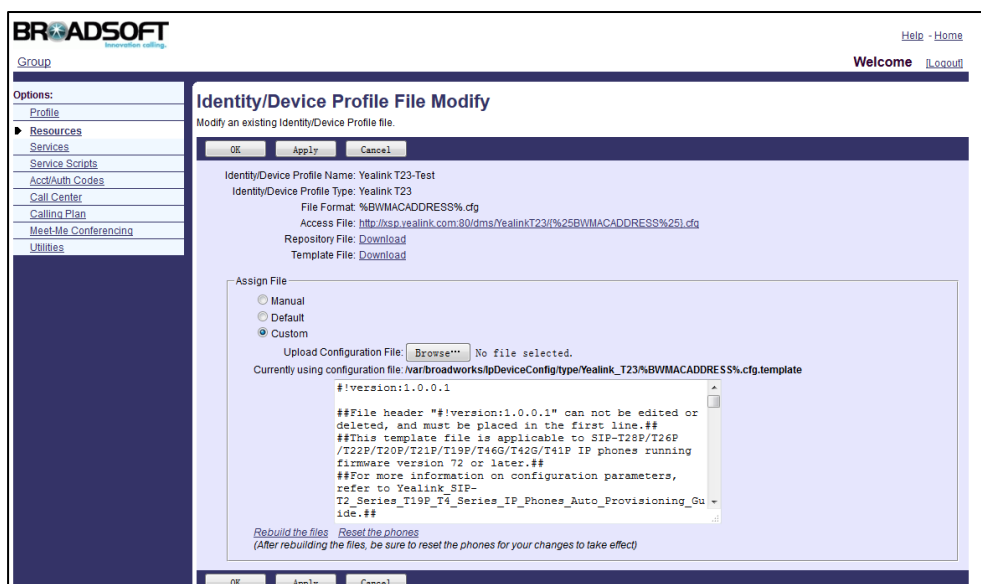 BROADSOFT
Innovation calling.
Help - Home
Group
Welcome [Logout]
Options:
Profile
Resources
Services
Service Scripts
Acct/Auth Codes
Call Center
Calling Plan
Meet-Me Conferencing
Utilities
Identity/Device Profile File Modify
Modify an existing Identity/Device Profile file.
OK Apply Cancel
Identity/Device Profile Name: Yealink T23-Test
Identity/Device Profile Type: Yealink T23
File Format: %BWMACADDRESS%.cfg
Access File: http://xsp.yealink.com:80/dms/YealinkT23/{%25BWMACADDRESS%25}.cfg
Repository File: Download
Template File: Download
Assign File
Manual
Default
Custom
Upload Configuration File: Browse··· No file selected.
Currently using configuration file: /var/broadworks/IpDeviceConfig/type/Yealink_T23/%BWMACADDRESS%.cfg.template
#!version:1.0.0.1
##File header "#!version:1.0.0.1" can not be edited or
deleted, and must be placed in the first line.##
##This template file is applicable to SIP-T28P/T26P
/T22P/T20P/T21P/T19P/T46G/T42G/T41P IP phones running
firmware version 72 or later.##
##For more information on configuration parameters,
refer to Yealink_SIP-
T2_Series_T19P_T4_Series_IP_Phones_Auto_Provisioning_Gu
ide.##
Rebuild the files Reset the phones
(After rebuilding the files, be sure to reset the phones for your changes to take effect)
OK Apply Cancel